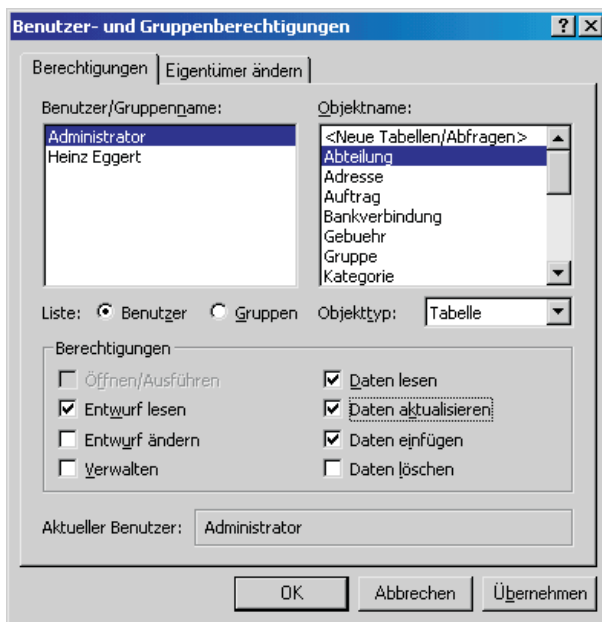 Benutzer- und Gruppenberechtigungen
Berechtigungen Eigentümer ändern
Benutzer/Gruppenname: Objektname:
Administrator
Heinz Eggert
<Neue Tabellen/Abfragen>
Abteilung
Adresse
Auftrag
Bankverbindung
Gebuehr
Gruppe
Kategorie
Liste: Benutzer Gruppen Objekttyp: Tabelle
Berechtigungen
Öffnen/Ausführen Daten lesen
Entwurf lesen Daten aktualisieren
Entwurf ändern Daten einfügen
Verwalten Daten löschen
Aktueller Benutzer: Administrator
OK Abbrechen Übernehmen